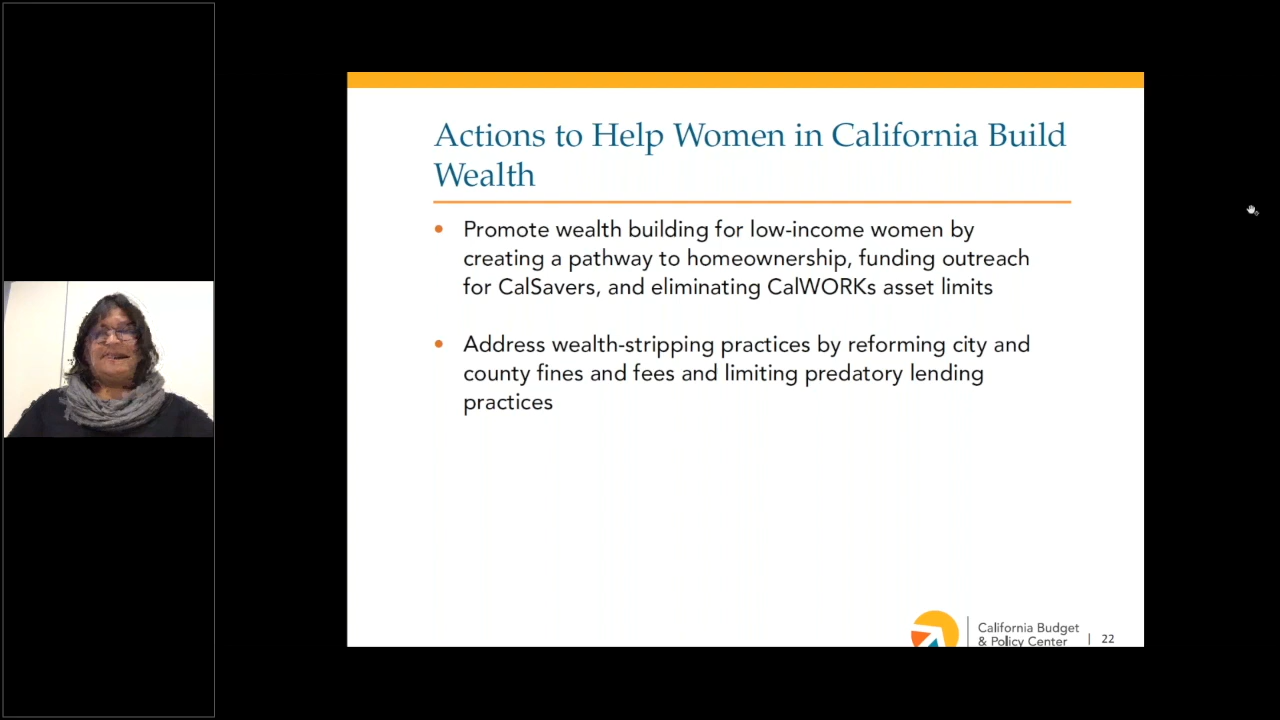 Actions to Help Women in California Build
Wealth
• Promote wealth building for low-income women by
creating a pathway to homeownership, funding outreach
for CalSavers, and eliminating CalWORKs asset limits
• Address wealth-stripping practices by reforming city and
county fines and fees and limiting predatory lending
practices
California Budget
& Policy Center | 22